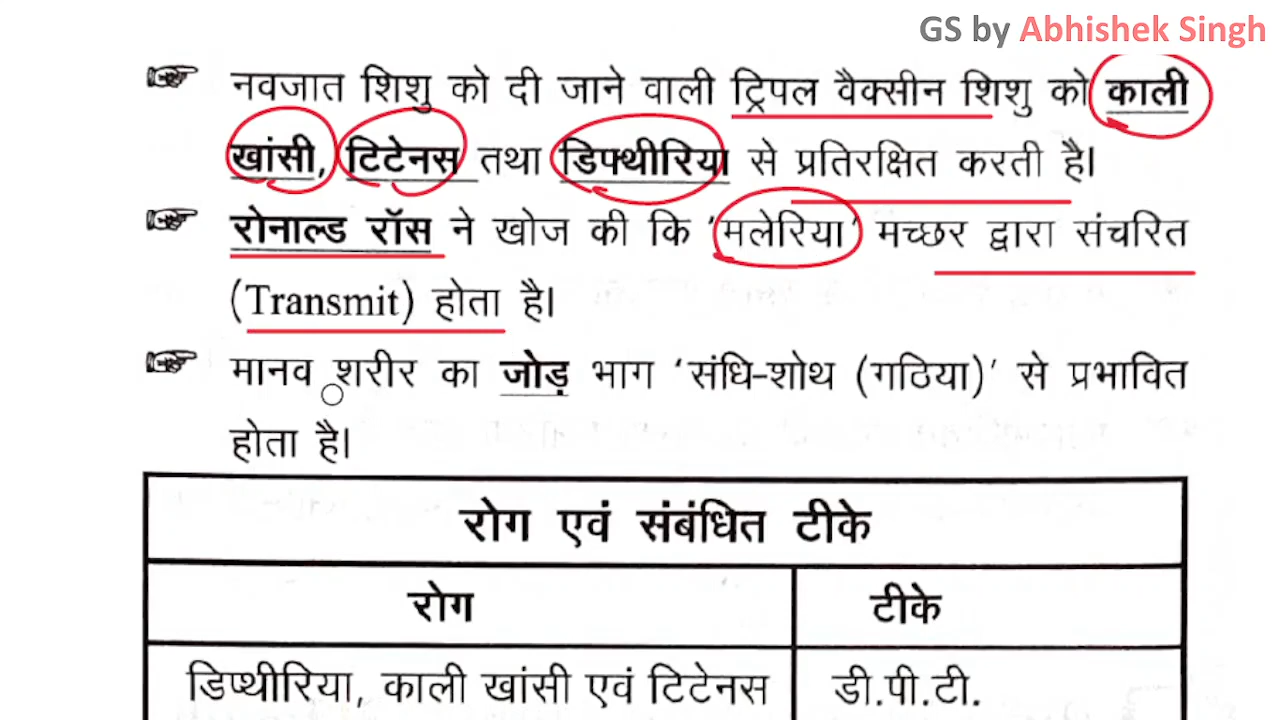 GS by Abhishek Singh
नवजात शिशु को दी जाने वाली ट्रिपल वैक्सीन शिशु को काली
खांसी, टिटेनस तथा डिफ्थीरिया से प्रतिरक्षित करती है।
रोनाल्ड रॉस ने खोज की कि 'मलेरिया' मच्छर द्वारा संचरित
(Transmit) होता है।
मानव शरीर का जोड़ भाग 'संधि-शोथ (गठिया)' से प्रभावित
होता है।
रोग एवं संबंधित टीके
रोग टीके
डिप्थीरिया, काली खांसी एवं टिटेनस डी.पी.टी.